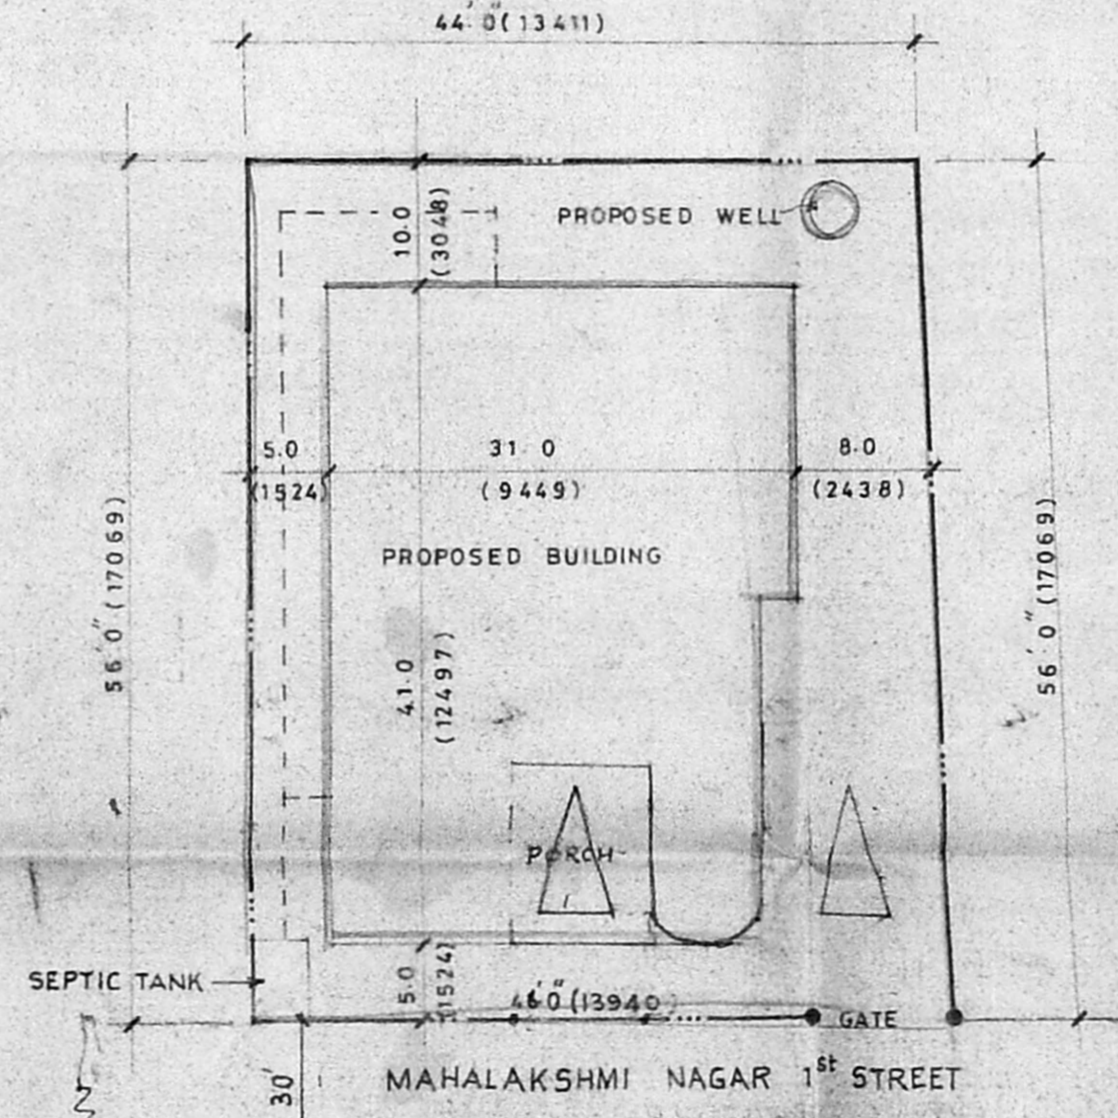 44'.0"(13411)
10.0
(3048)
PROPOSED WELL
5.0
31.0
8.0
(1524)
(9449)
(2438)
56'0"(17069)
56'0"(17069)
PROPOSED BUILDING
41.0
(12497)
PORCH
SEPTIC TANK
5.0
1524)
46'0"(13940
GATE
30'
MAHALAKSHMI NAGAR 1st STREET